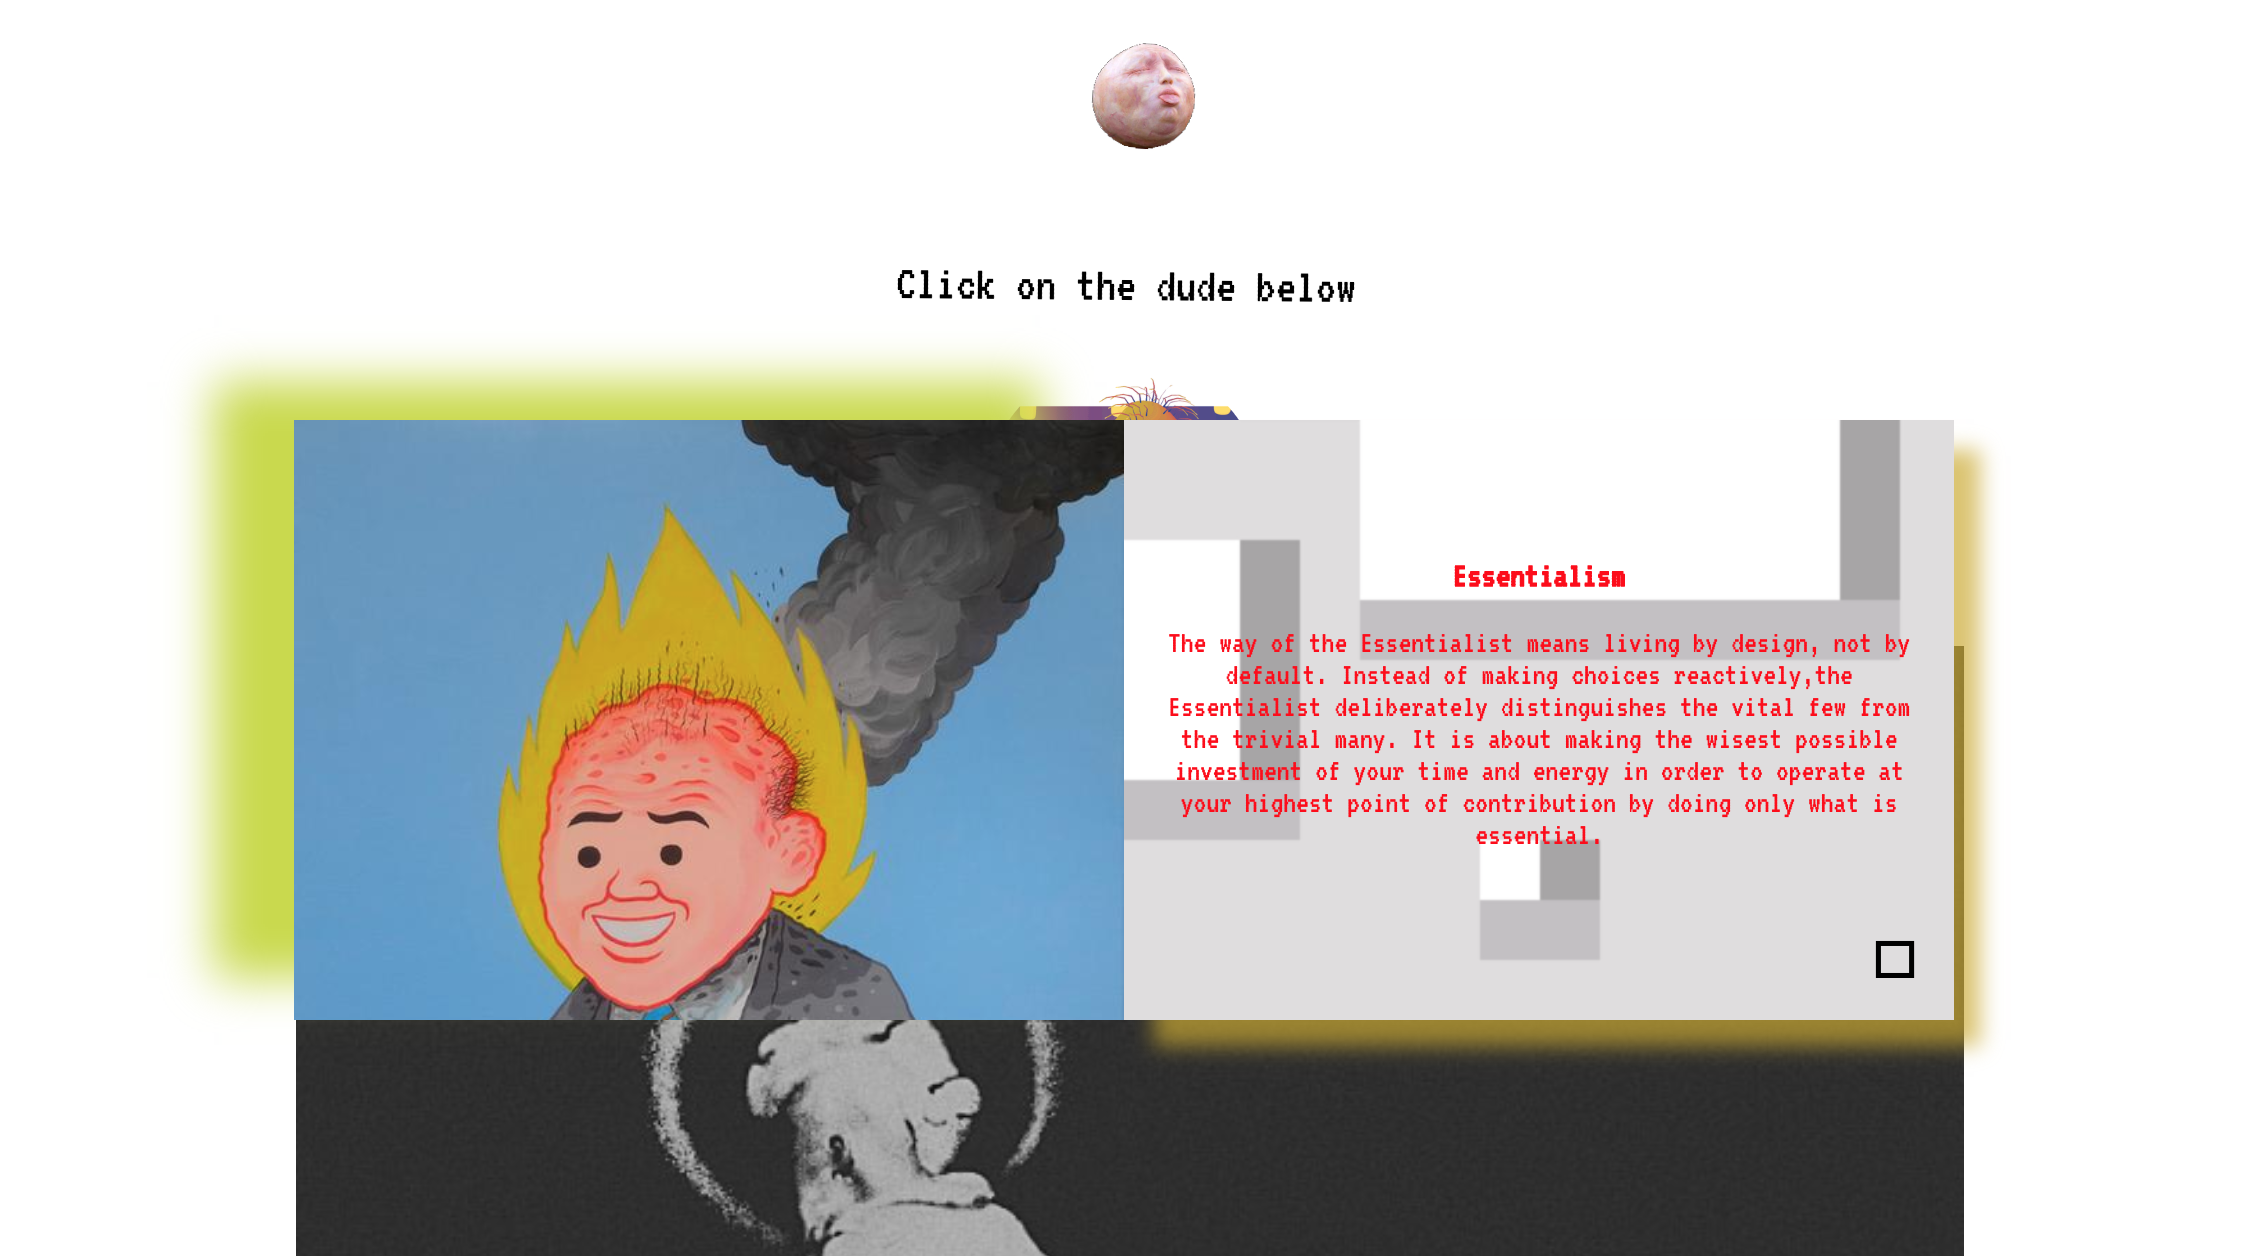 Click on the dude below
Essentialism
The way of the Essentialist means living by design, not by
default. Instead of making choices reactively,the
Essentialist deliberately distinguishes the vital few from
the trivial many. It is about making the wisest possible
investment of your time and energy in order to operate at
your highest point of contribution by doing only what is
essential.